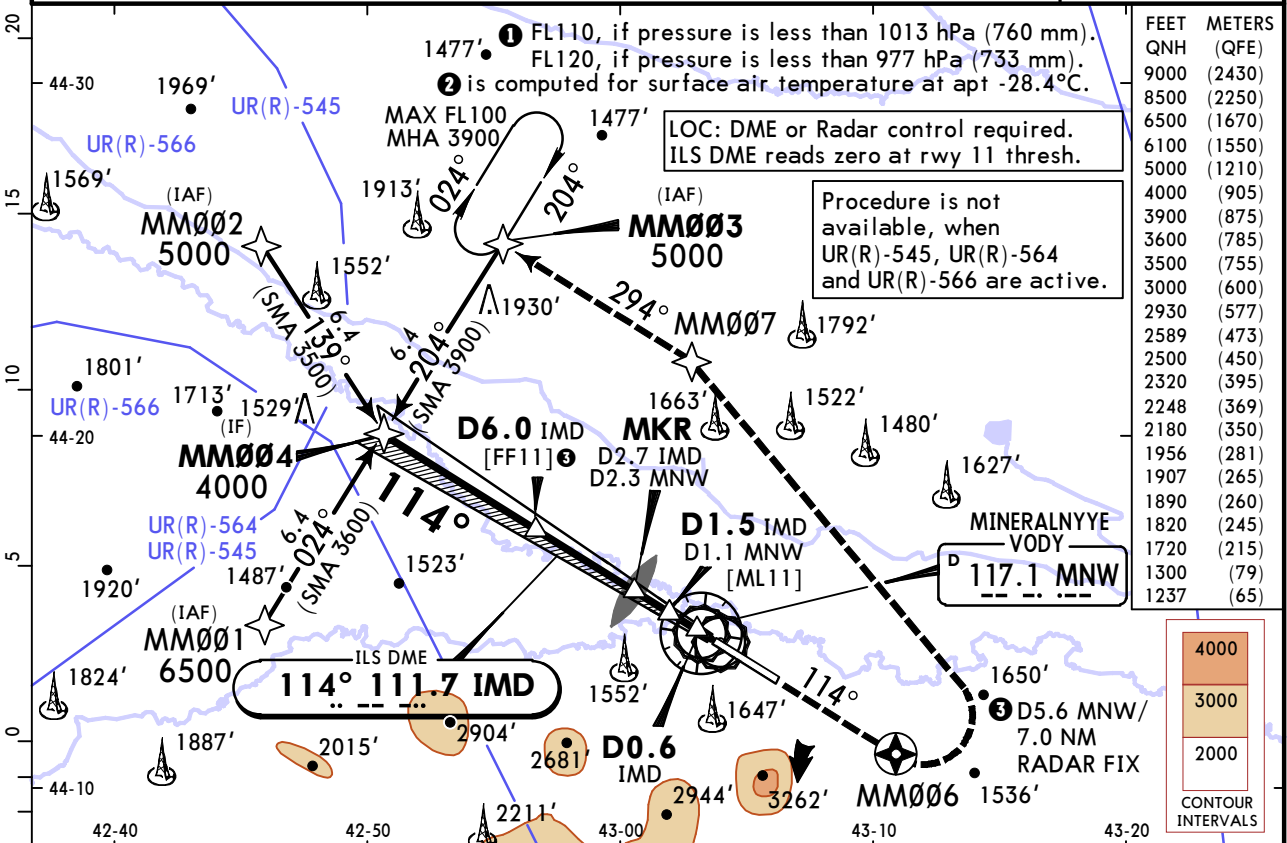 ❶ FL110, if pressure is less than 1013 hPa (760 mm).
FL120, if pressure is less than 977 hPa (733 mm).
❷ is computed for surface air temperature at apt -28.4°C.
20
44-30
1969'
1477'
UR(R)-545
UR(R)-566
MAX FL100
MHA 3900
1477'
LOC: DME or Radar control required.
ILS DME reads zero at rwy 11 thresh.
1569'
(IAF)
MMØØ2
5000
1913'
024°
204°
(IAF)
MMØØ3
5000
Procedure is not
available, when
UR(R)-545, UR(R)-564
and UR(R)-566 are active.
15
1552'
1930'
6.4
139°
(SMA 3500)
6.4
204°
(SMA 3900)
294°
MMØØ7
1792'
10
1801'
UR(R)-566
1713'
1529'
1663'
1522'
1480'
44-20
(IF)
MMØØ4
4000
D6.0 IMD
[FF11]❸
MKR
D2.7 IMD
D2.3 MNW
1627'
114°
UR(R)-564
UR(R)-545
6.4
024°
(SMA 3600)
D1.5 IMD
D1.1 MNW
[ML11]
MINERALNYYE
VODY
D 117.1 MNW
5
1920'
1487'
1523'
(IAF)
MMØØ1
6500
ILS DME
114° 111.7 IMD
1824'
1552'
1647'
114°
1650'
❸ D5.6 MNW/
7.0 NM
RADAR FIX
0
1887'
2015'
2904'
2681'
D0.6
IMD
3262'
MMØØ6
1536'
44-10
2944'
2211'
42-40
42-50
43-00
43-10
43-20
FEET METERS
QNH (QFE)
9000 (2430)
8500 (2250)
6500 (1670)
6100 (1550)
5000 (1210)
4000 (905)
3900 (875)
3600 (785)
3500 (755)
3000 (600)
2930 (577)
2589 (473)
2500 (450)
2320 (395)
2248 (369)
2180 (350)
1956 (281)
1907 (265)
1890 (260)
1820 (245)
1720 (215)
1300 (79)
1237 (65)
4000
3000
2000
CONTOUR
INTERVALS